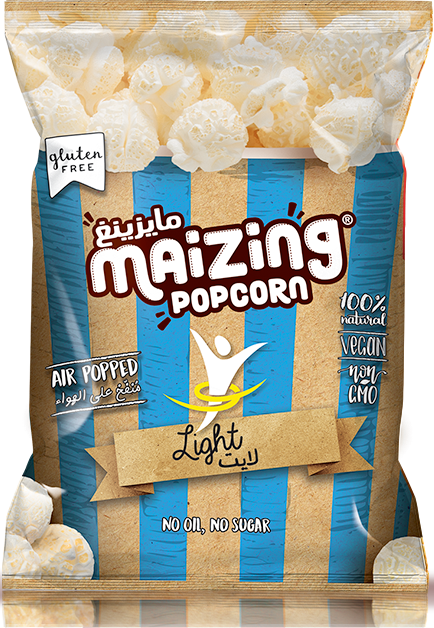 gluten
FREE
مايزينغ
maizing®
POPCORN
100%
natural
VEGAN
non
GMO
AIR POPPED
مُنفّخ على الهواء
Light
لايت
NO OIL, NO SUGAR